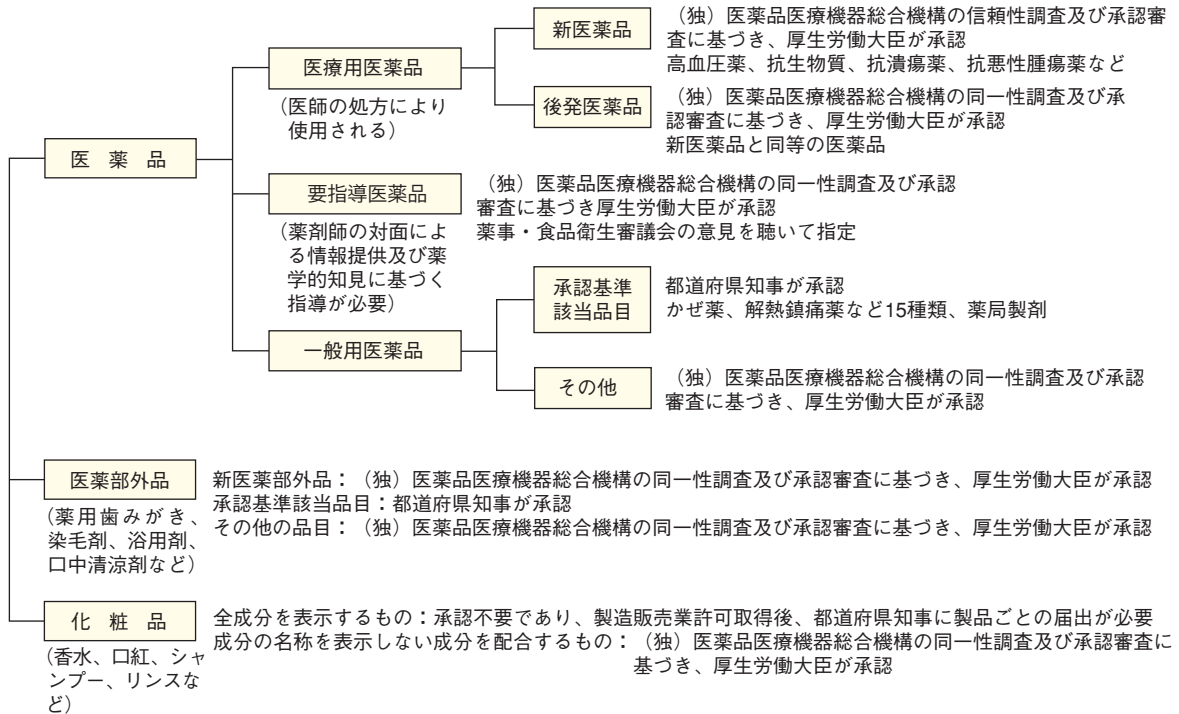 医薬品
医療用医薬品
（医師の処方により
使用される）
新医薬品
（独）医薬品医療機器総合機構の信頼性調査及び承認審
査に基づき、厚生労働大臣が承認
高血圧薬、抗生物質、抗潰瘍薬、抗悪性腫瘍薬など
後発医薬品
（独）医薬品医療機器総合機構の同一性調査及び承
認審査に基づき、厚生労働大臣が承認
新医薬品と同等の医薬品
要指導医薬品
（薬剤師の対面によ
る情報提供及び薬
学的知見に基づく
指導が必要）
（独）医薬品医療機器総合機構の同一性調査及び承認
審査に基づき厚生労働大臣が承認
薬事・食品衛生審議会の意見を聴いて指定
一般用医薬品
承認基準
該当品目
都道府県知事が承認
かぜ薬、解熱鎮痛薬など15種類、薬局製剤
その他
（独）医薬品医療機器総合機構の同一性調査及び承認
審査に基づき、厚生労働大臣が承認
医薬部外品
（薬用歯みがき、
染毛剤、浴用剤、
口中清涼剤など）
新医薬部外品：（独）医薬品医療機器総合機構の同一性調査及び承認審査に基づき、厚生労働大臣が承認
承認基準該当品目：都道府県知事が承認
その他の品目：（独）医薬品医療機器総合機構の同一性調査及び承認審査に基づき、厚生労働大臣が承認
化粧品
（香水、口紅、シャ
ンプー、リンスな
ど）
全成分を表示するもの：承認不要であり、製造販売業許可取得後、都道府県知事に製品ごとの届出が必要
成分の名称を表示しない成分を配合するもの：（独）医薬品医療機器総合機構の同一性調査及び承認審査に
基づき、厚生労働大臣が承認